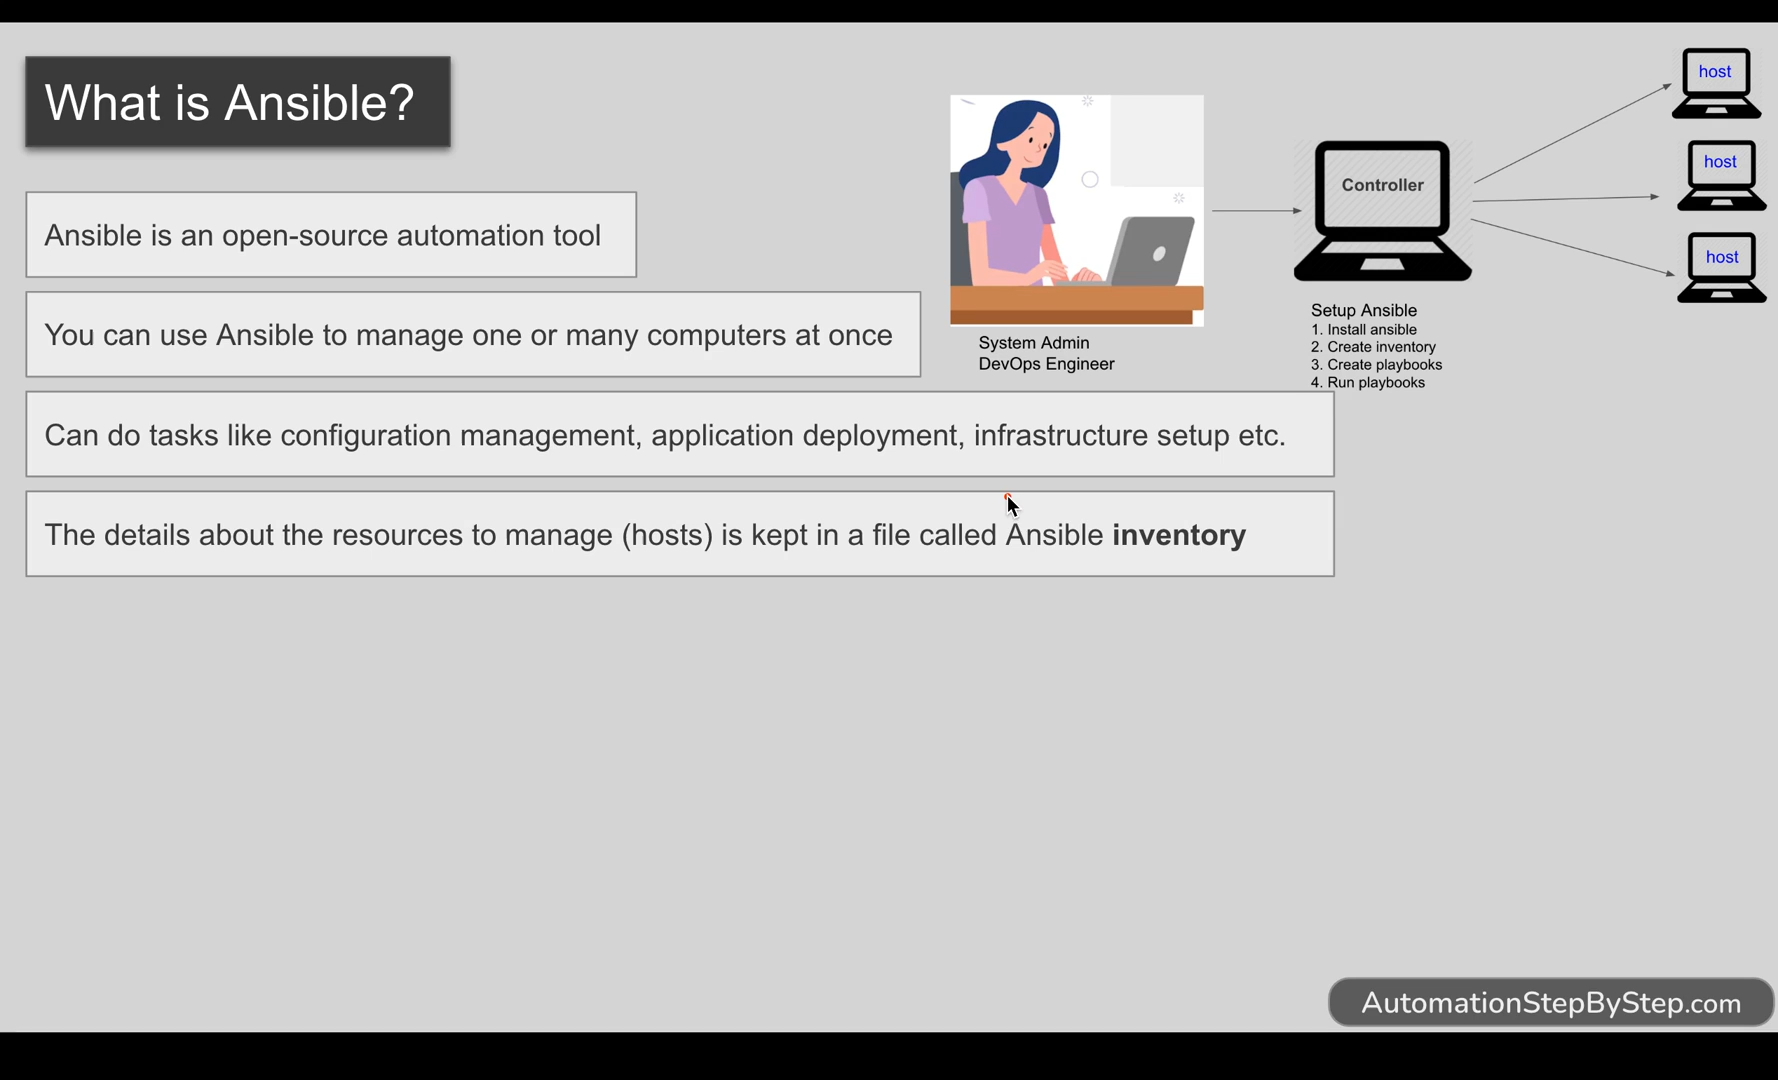 What is Ansible?
Ansible is an open-source automation tool
You can use Ansible to manage one or many computers at once
Can do tasks like configuration management, application deployment, infrastructure setup etc.
The details about the resources to manage (hosts) is kept in a file called Ansible inventory
System Admin
DevOps Engineer
Controller
Setup Ansible
1. Install ansible
2. Create inventory
3. Create playbooks
4. Run playbooks
host
host
host
AutomationStepByStep.com